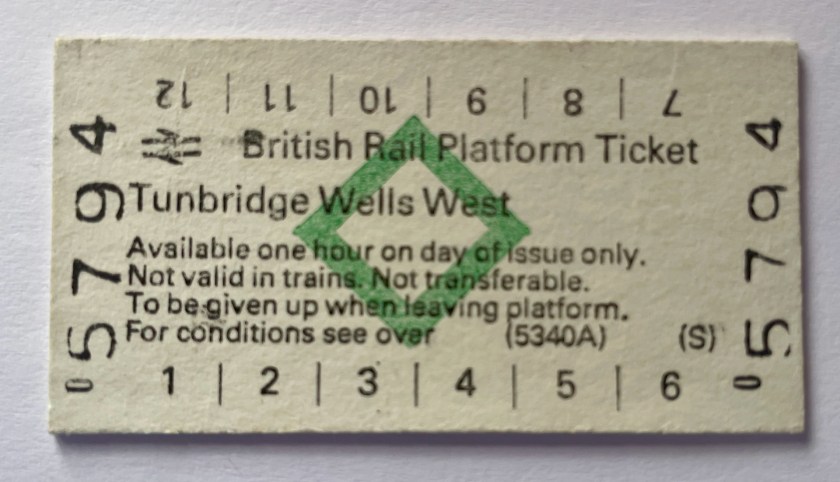 12 | 11 | 10 | 9 | 8 | 7
British Rail Platform Ticket
Tunbridge Wells West
Available one hour on day of issue only.
Not valid in trains. Not transferable.
To be given up when leaving platform.
For conditions see over (5340A) (S)
1 | 2 | 3 | 4 | 5 | 6
05794
05794